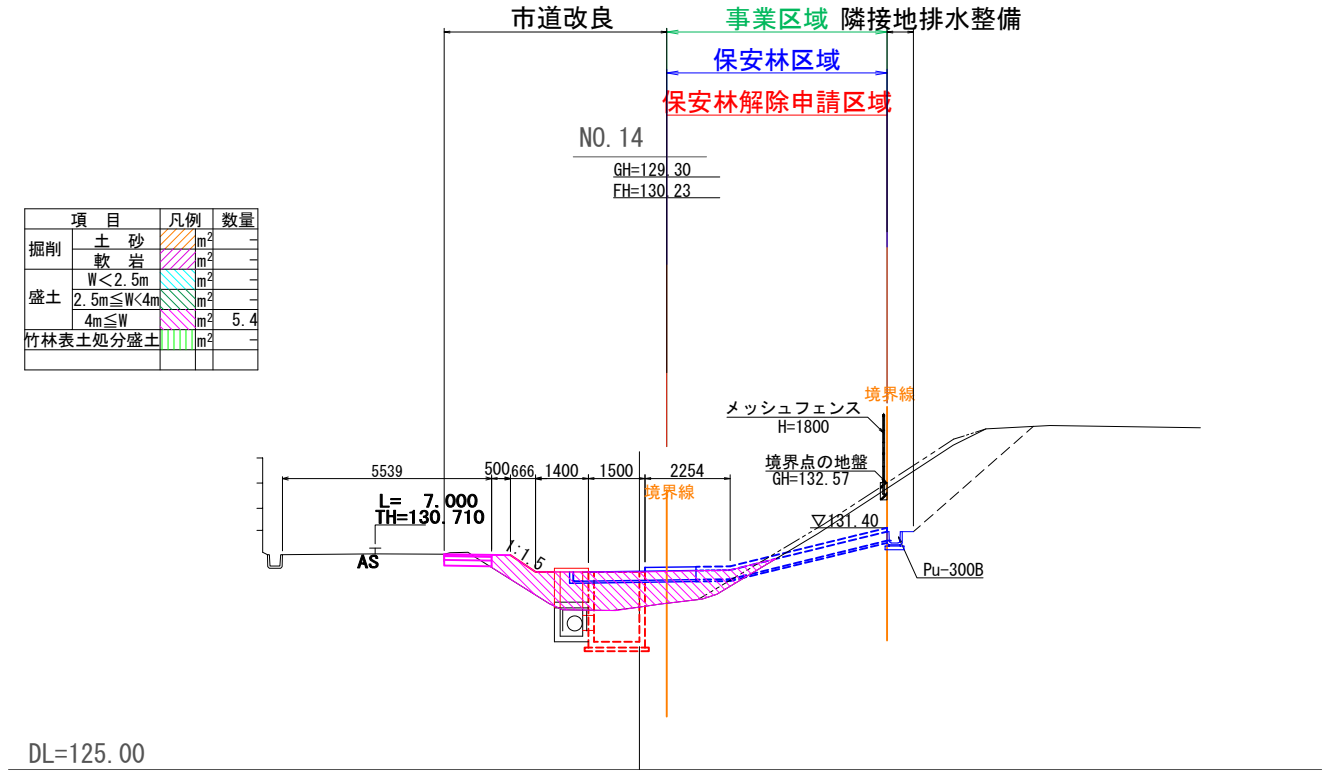 市道改良
事業区域
隣接地排水整備
保安林区域
保安林解除申請区域
NO.14
GH=129.30
FH=130.23
項 目 凡例 数量
掘削 土 砂 m² -
軟 岩 m² -
盛土 W<2.5m m² -
2.5m≦W<4m m² -
4m≦W m² 5.4
竹林表土処分盛土 m² -
境界線
メッシュフェンス
H=1800
境界点の地盤
GH=132.57
5539 500 666 1400 1500 2254
境界線
L= 7.000
TH=130.710
▽131.40
1:1.5
AS
Pu-300B
DL=125.00